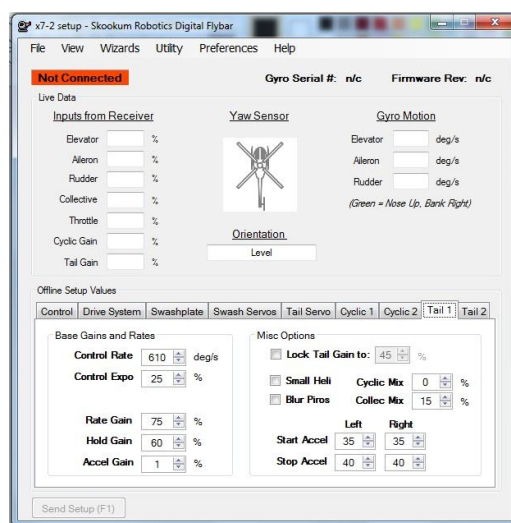 x7-2 setup - Skookum Robotics Digital Flybar
File View Wizards Utility Preferences Help
Not Connected Gyro Serial #: n/c Firmware Rev: n/c
Live Data
Inputs from Receiver Yaw Sensor Gyro Motion
Elevator % Elevator deg/s
Aileron % Aileron deg/s
Rudder % Rudder deg/s
Collective % (Green = Nose Up, Bank Right)
Throttle %
Cyclic Gain % Orientation
Tail Gain % Level
Offline Setup Values
Control Drive System Swashplate Swash Servos Tail Servo Cyclic 1 Cyclic 2 Tail 1 Tail 2
Base Gains and Rates Misc Options
Control Rate 610 deg/s Lock Tail Gain to: 45 %
Control Expo 25 % Small Heli Cyclic Mix 0 %
Blur Piros Collec Mix 15 %
Rate Gain 75 % Left Right
Hold Gain 60 % Start Accel 35 35
Accel Gain 1 % Stop Accel 40 40
Send Setup (F1)